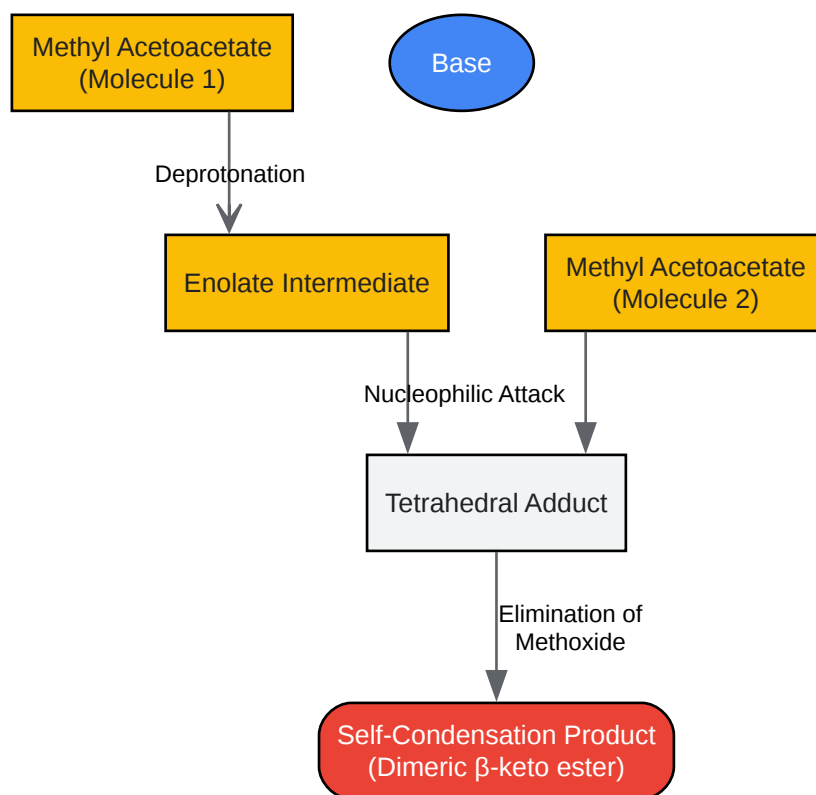 Methyl Acetoacetate
(Molecule 1)
Base
Deprotonation
Enolate Intermediate
Methyl Acetoacetate
(Molecule 2)
Nucleophilic Attack
Tetrahedral Adduct
Elimination of
Methoxide
Self-Condensation Product
(Dimeric β-keto ester)